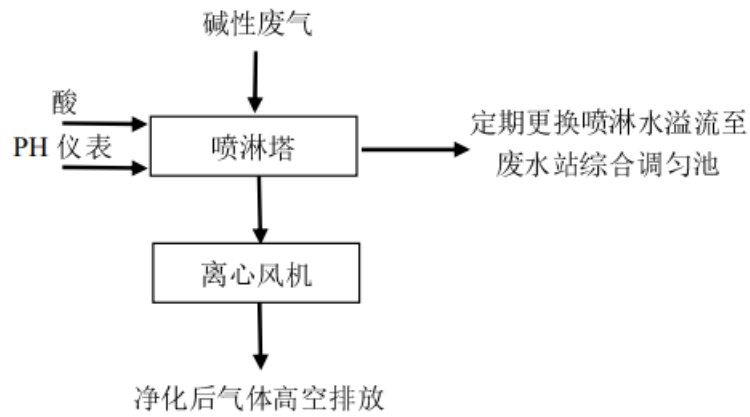 碱性废气
酸
PH 仪表
喷淋塔
定期更换喷淋水溢流至
废水站综合调匀池
离心风机
净化后气体高空排放